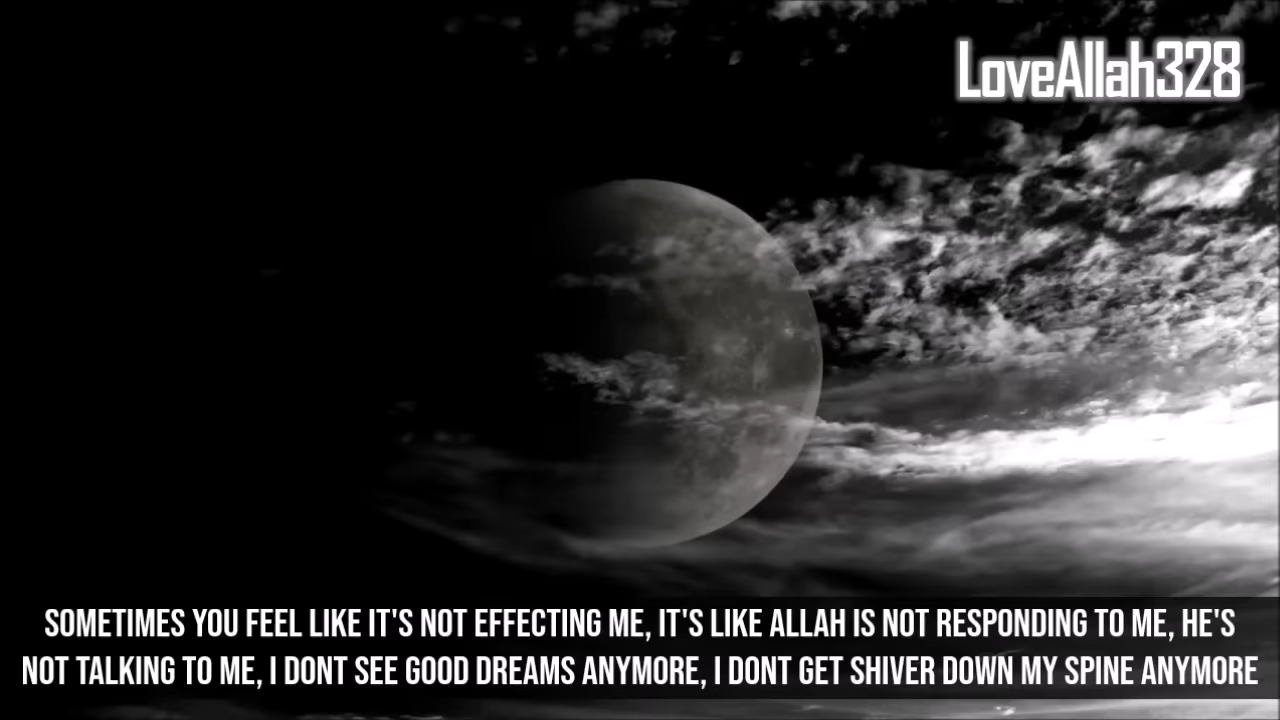 LoveAllah328
SOMETIMES YOU FEEL LIKE IT'S NOT EFFECTING ME, IT'S LIKE ALLAH IS NOT RESPONDING TO ME, HE'S
NOT TALKING TO ME, I DONT SEE GOOD DREAMS ANYMORE, I DONT GET SHIVER DOWN MY SPINE ANYMORE